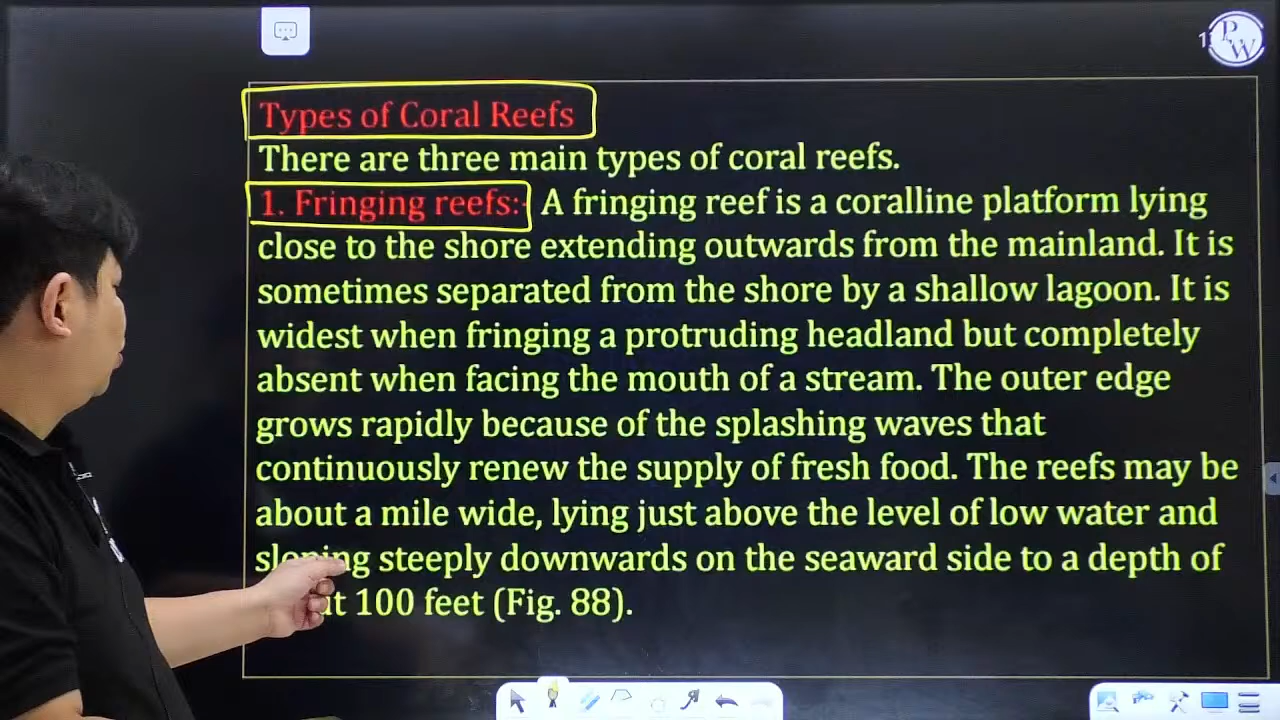 PW
Types of Coral Reefs
There are three main types of coral reefs.
1. Fringing reefs:- A fringing reef is a coralline platform lying
close to the shore extending outwards from the mainland. It is
sometimes separated from the shore by a shallow lagoon. It is
widest when fringing a protruding headland but completely
absent when facing the mouth of a stream. The outer edge
grows rapidly because of the splashing waves that
continuously renew the supply of fresh food. The reefs may be
about a mile wide, lying just above the level of low water and
sloping steeply downwards on the seaward side to a depth of
100 feet (Fig. 88).